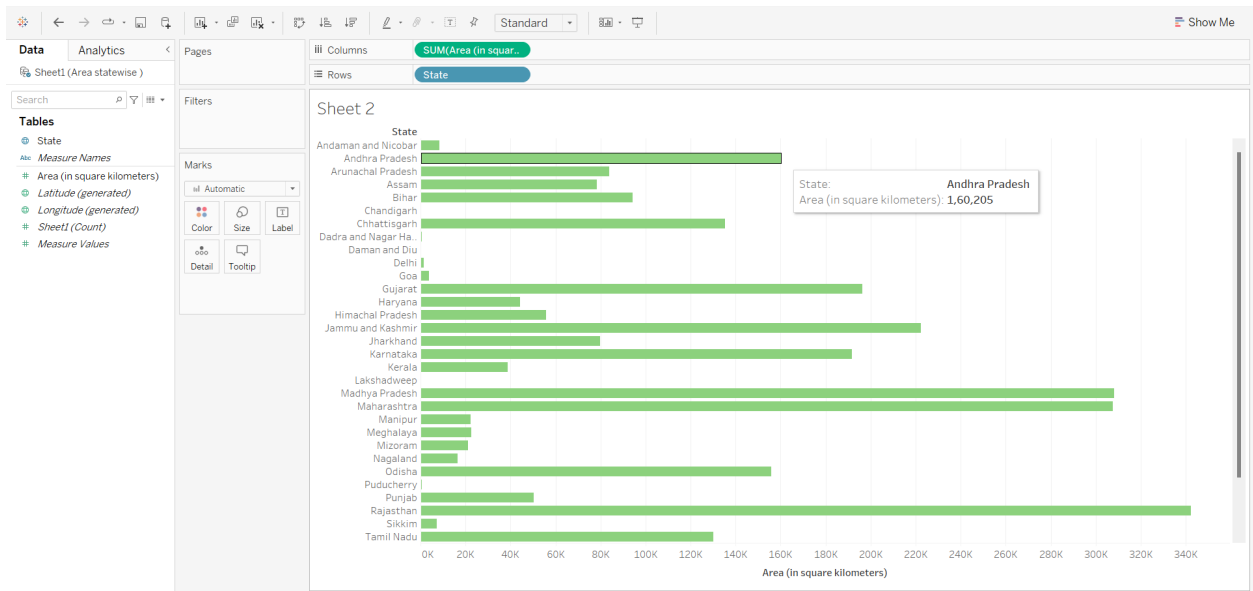 Standard
Show Me
Data
Analytics
Sheet1 (Area statewise )
Search
Tables
State
Abc Measure Names
# Area (in square kilometers)
Latitude (generated)
Longitude (generated)
# Sheet1 (Count)
# Measure Values
Pages
Filters
Marks
Automatic
Color
Size
T
Label
Detail
Tooltip
iii Columns
SUM(Area (in squar..
Rows
State
Sheet 2
State
Andaman and Nicobar
Andhra Pradesh
Arunachal Pradesh
Assam
Bihar
Chandigarh
Chhattisgarh
Dadra and Nagar Ha..
Daman and Diu
Delhi
Goa
Gujarat
Haryana
Himachal Pradesh
Jammu and Kashmir
Jharkhand
Karnataka
Kerala
Lakshadweep
Madhya Pradesh
Maharashtra
Manipur
Meghalaya
Mizoram
Nagaland
Odisha
Puducherry
Punjab
Rajasthan
Sikkim
Tamil Nadu
State: Andhra Pradesh
Area (in square kilometers): 1,60,205
0K 20K 40K 60K 80K 100K 120K 140K 160K 180K 200K 220K 240K 260K 280K 300K 320K 340K
Area (in square kilometers)